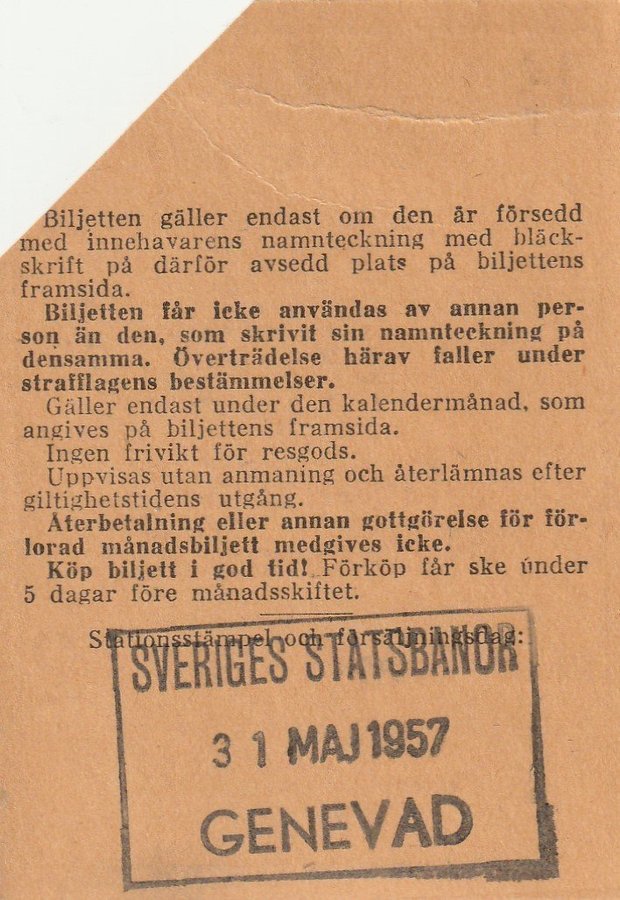 Biljetten gäller endast om den är försedd
med innehavarens namnteckning med bläck-
skrift på därför avsedd plats på biljettens
framsida.
Biljetten får icke användas av annan per-
son än den, som skrivit sin namnteckning på
densamma. Överträdelse härav faller under
strafflagens bestämmelser.
Gäller endast under den kalendermånad, som
angives på biljettens framsida.
Ingen frivikt för resgods.
Uppvisas utan anmaning och återlämnas efter
giltighetstidens utgång.
Återbetalning eller annan gottgörelse för för-
lorad månadsbiljett medgives icke.
Köp biljett i god tid! Förköp får ske under
5 dagar före månadsskiftet.
Stationsstämpel och försäljningsdag:
SVERIGES STATSBANOR
31 MAJ 1957
GENEVAD